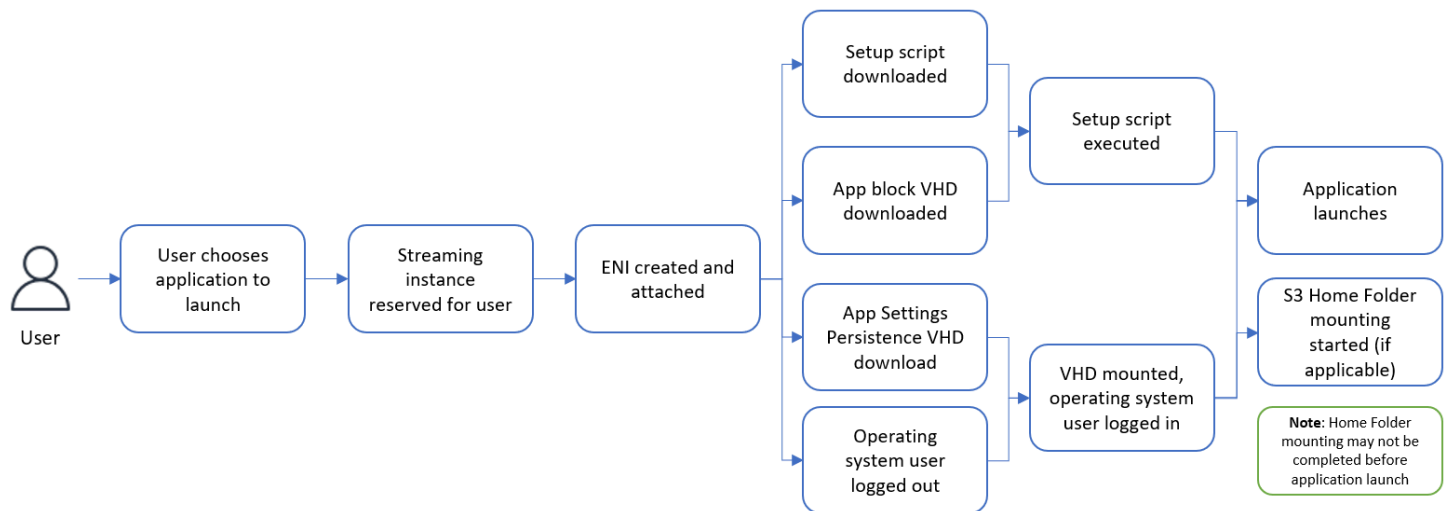 User
User chooses
application to
launch
Streaming
instance
reserved for user
ENI created and
attached
Setup script
downloaded
App block VHD
downloaded
App Settings
Persistence VHD
download
Operating
system user
logged out
Setup script
executed
VHD mounted,
operating system
user logged in
Application
launches
S3 Home Folder
mounting
started (if
applicable)
Note: Home Folder
mounting may not be
completed before
application launch